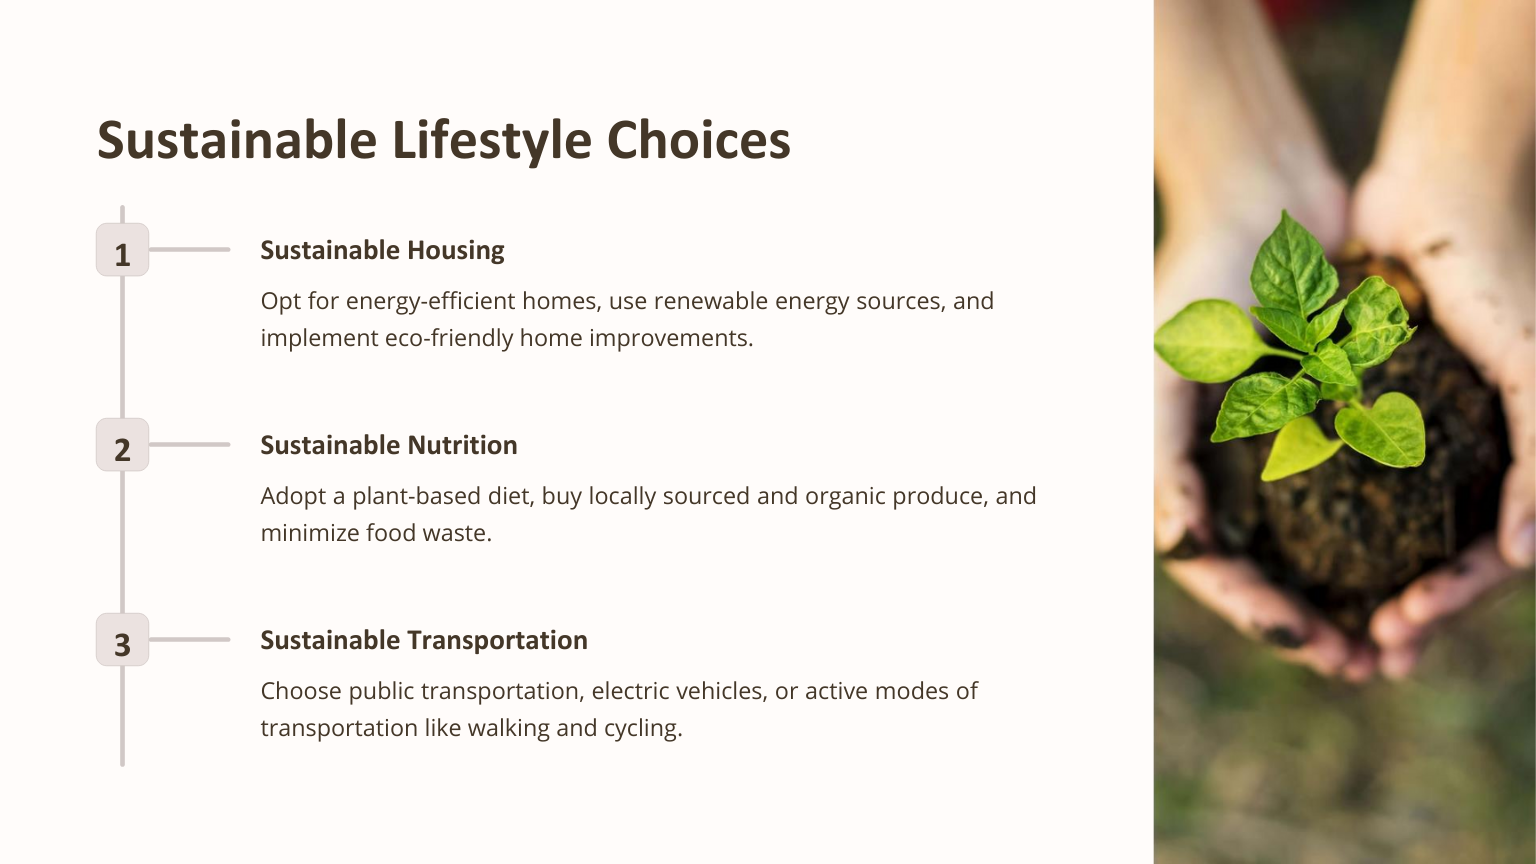 Sustainable Lifestyle Choices
1
Sustainable Housing
Opt for energy-efficient homes, use renewable energy sources, and
implement eco-friendly home improvements.
2
Sustainable Nutrition
Adopt a plant-based diet, buy locally sourced and organic produce, and
minimize food waste.
3
Sustainable Transportation
Choose public transportation, electric vehicles, or active modes of
transportation like walking and cycling.